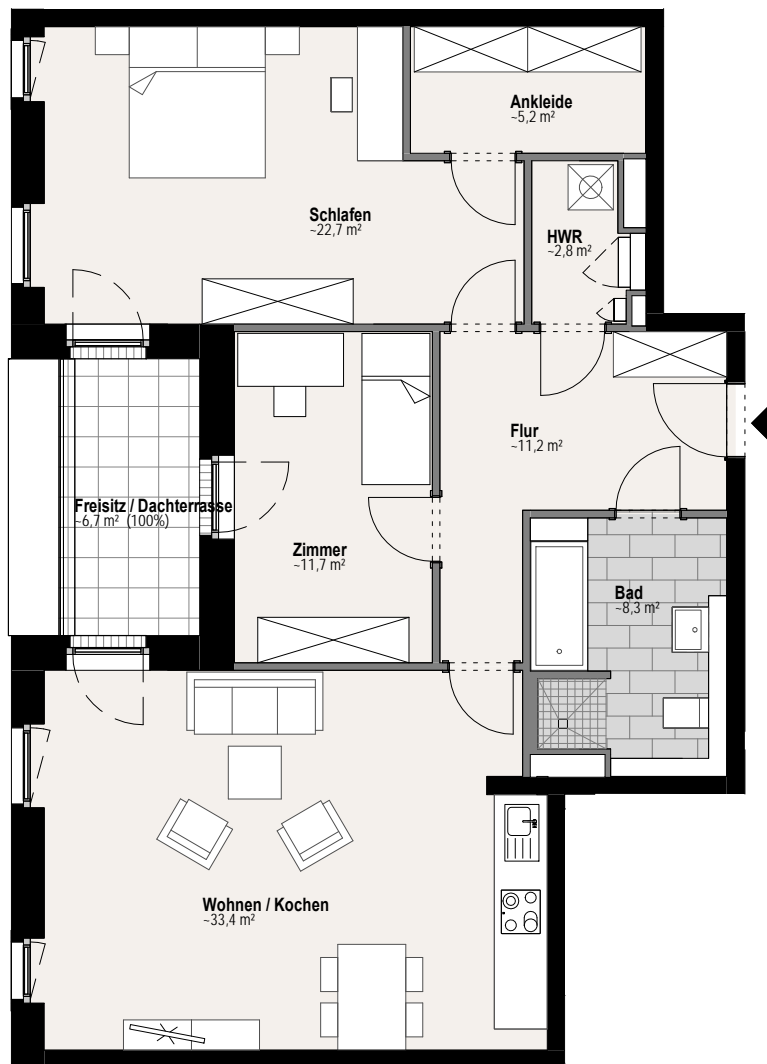 Ankleide
~5,2 m²
Schlafen
~22,7 m²
HWR
~2,8 m²
Flur
~11,2 m²
Freisitz / Dachterrasse
~6,7 m² (100%)
Zimmer
~11,7 m²
Bad
~8,3 m²
Wohnen / Kochen
~33,4 m²